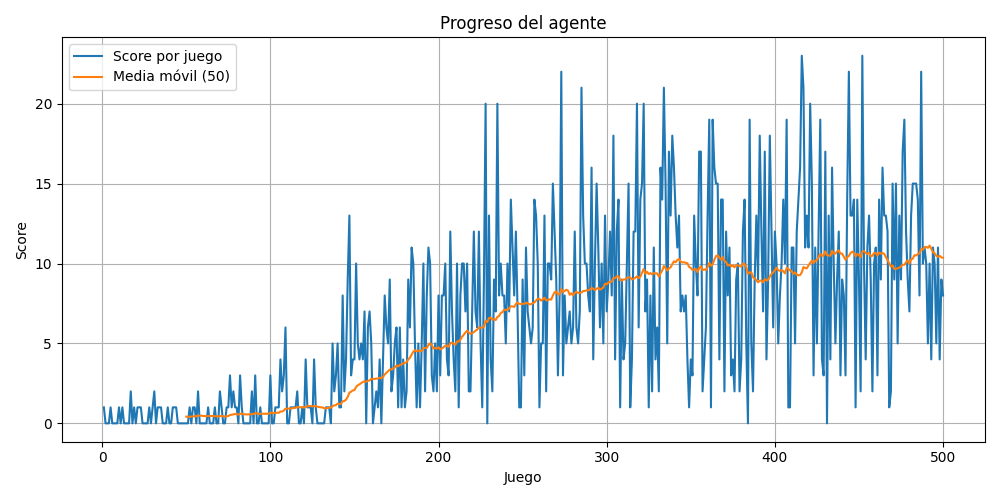 Progreso del agente
Score por juego
Media móvil (50)
Score
20
15
10
5
0
0 100 200 300 400 500
Juego